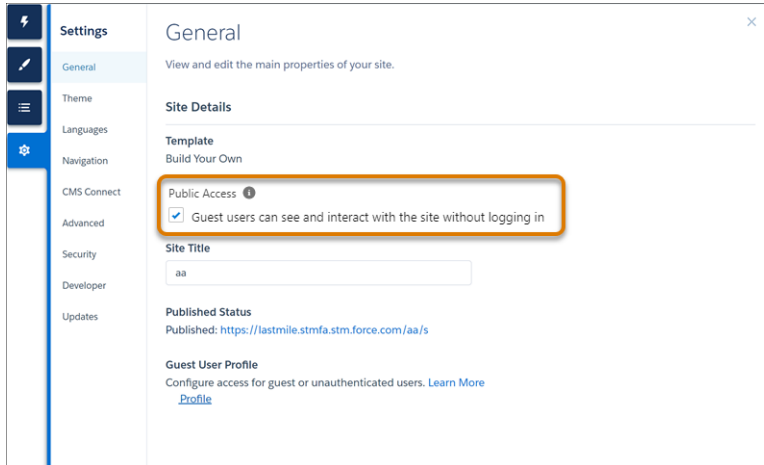 Settings
General
Theme
Languages
Navigation
CMS Connect
Advanced
Security
Developer
Updates
General
View and edit the main properties of your site.
Site Details
Template
Build Your Own
Public Access
Guest users can see and interact with the site without logging in
Site Title
aa
Published Status
Published: https://lastmile.stmfa.stm.force.com/aa/s
Guest User Profile
Configure access for guest or unauthenticated users. Learn More
Profile